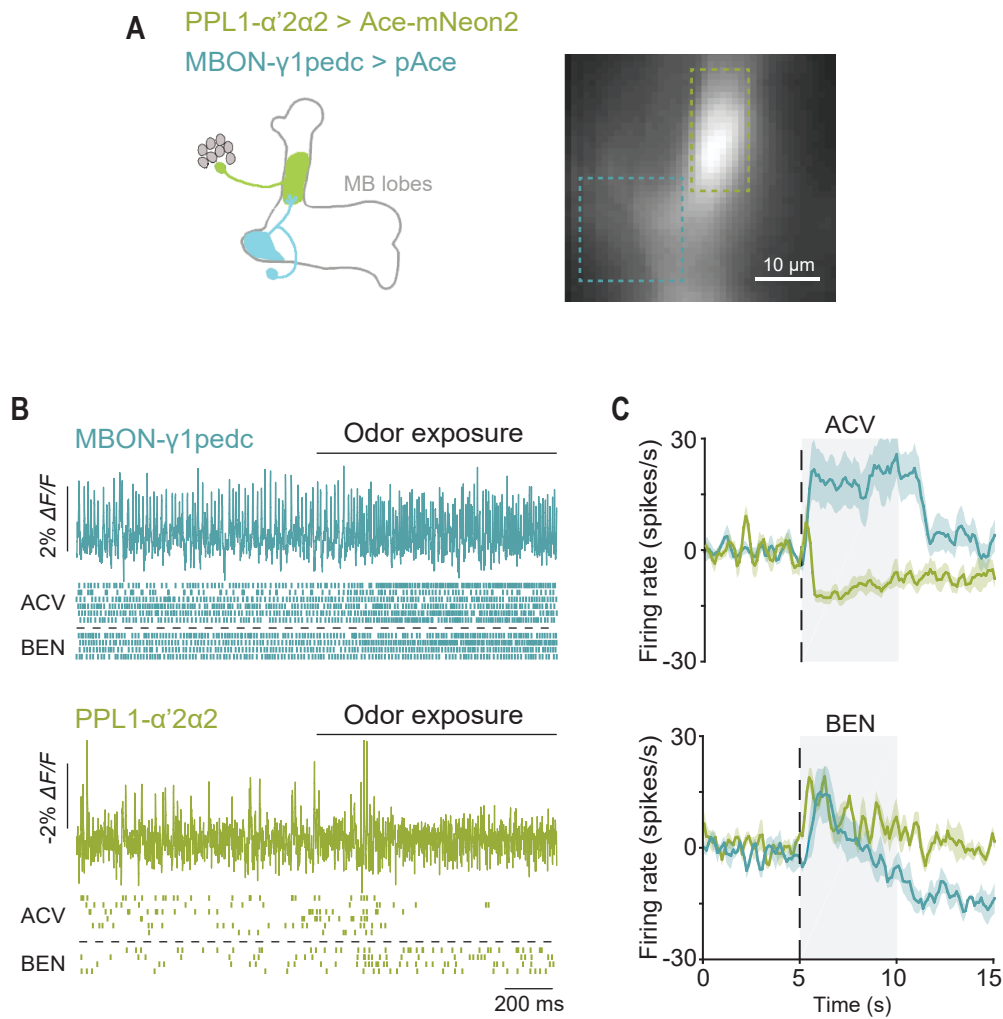 A
PPL1-α'2α2 > Ace-mNeon2
MBON-γ1pedc > pAce
MB lobes
10 µm
B
MBON-γ1pedc
Odor exposure
2% ΔF/F
ACV
BEN
PPL1-α'2α2
Odor exposure
-2% ΔF/F
ACV
BEN
200 ms
C
ACV
30
0
-30
Firing rate (spikes/s)
BEN
30
0
-30
Firing rate (spikes/s)
0
5
10
15
Time (s)